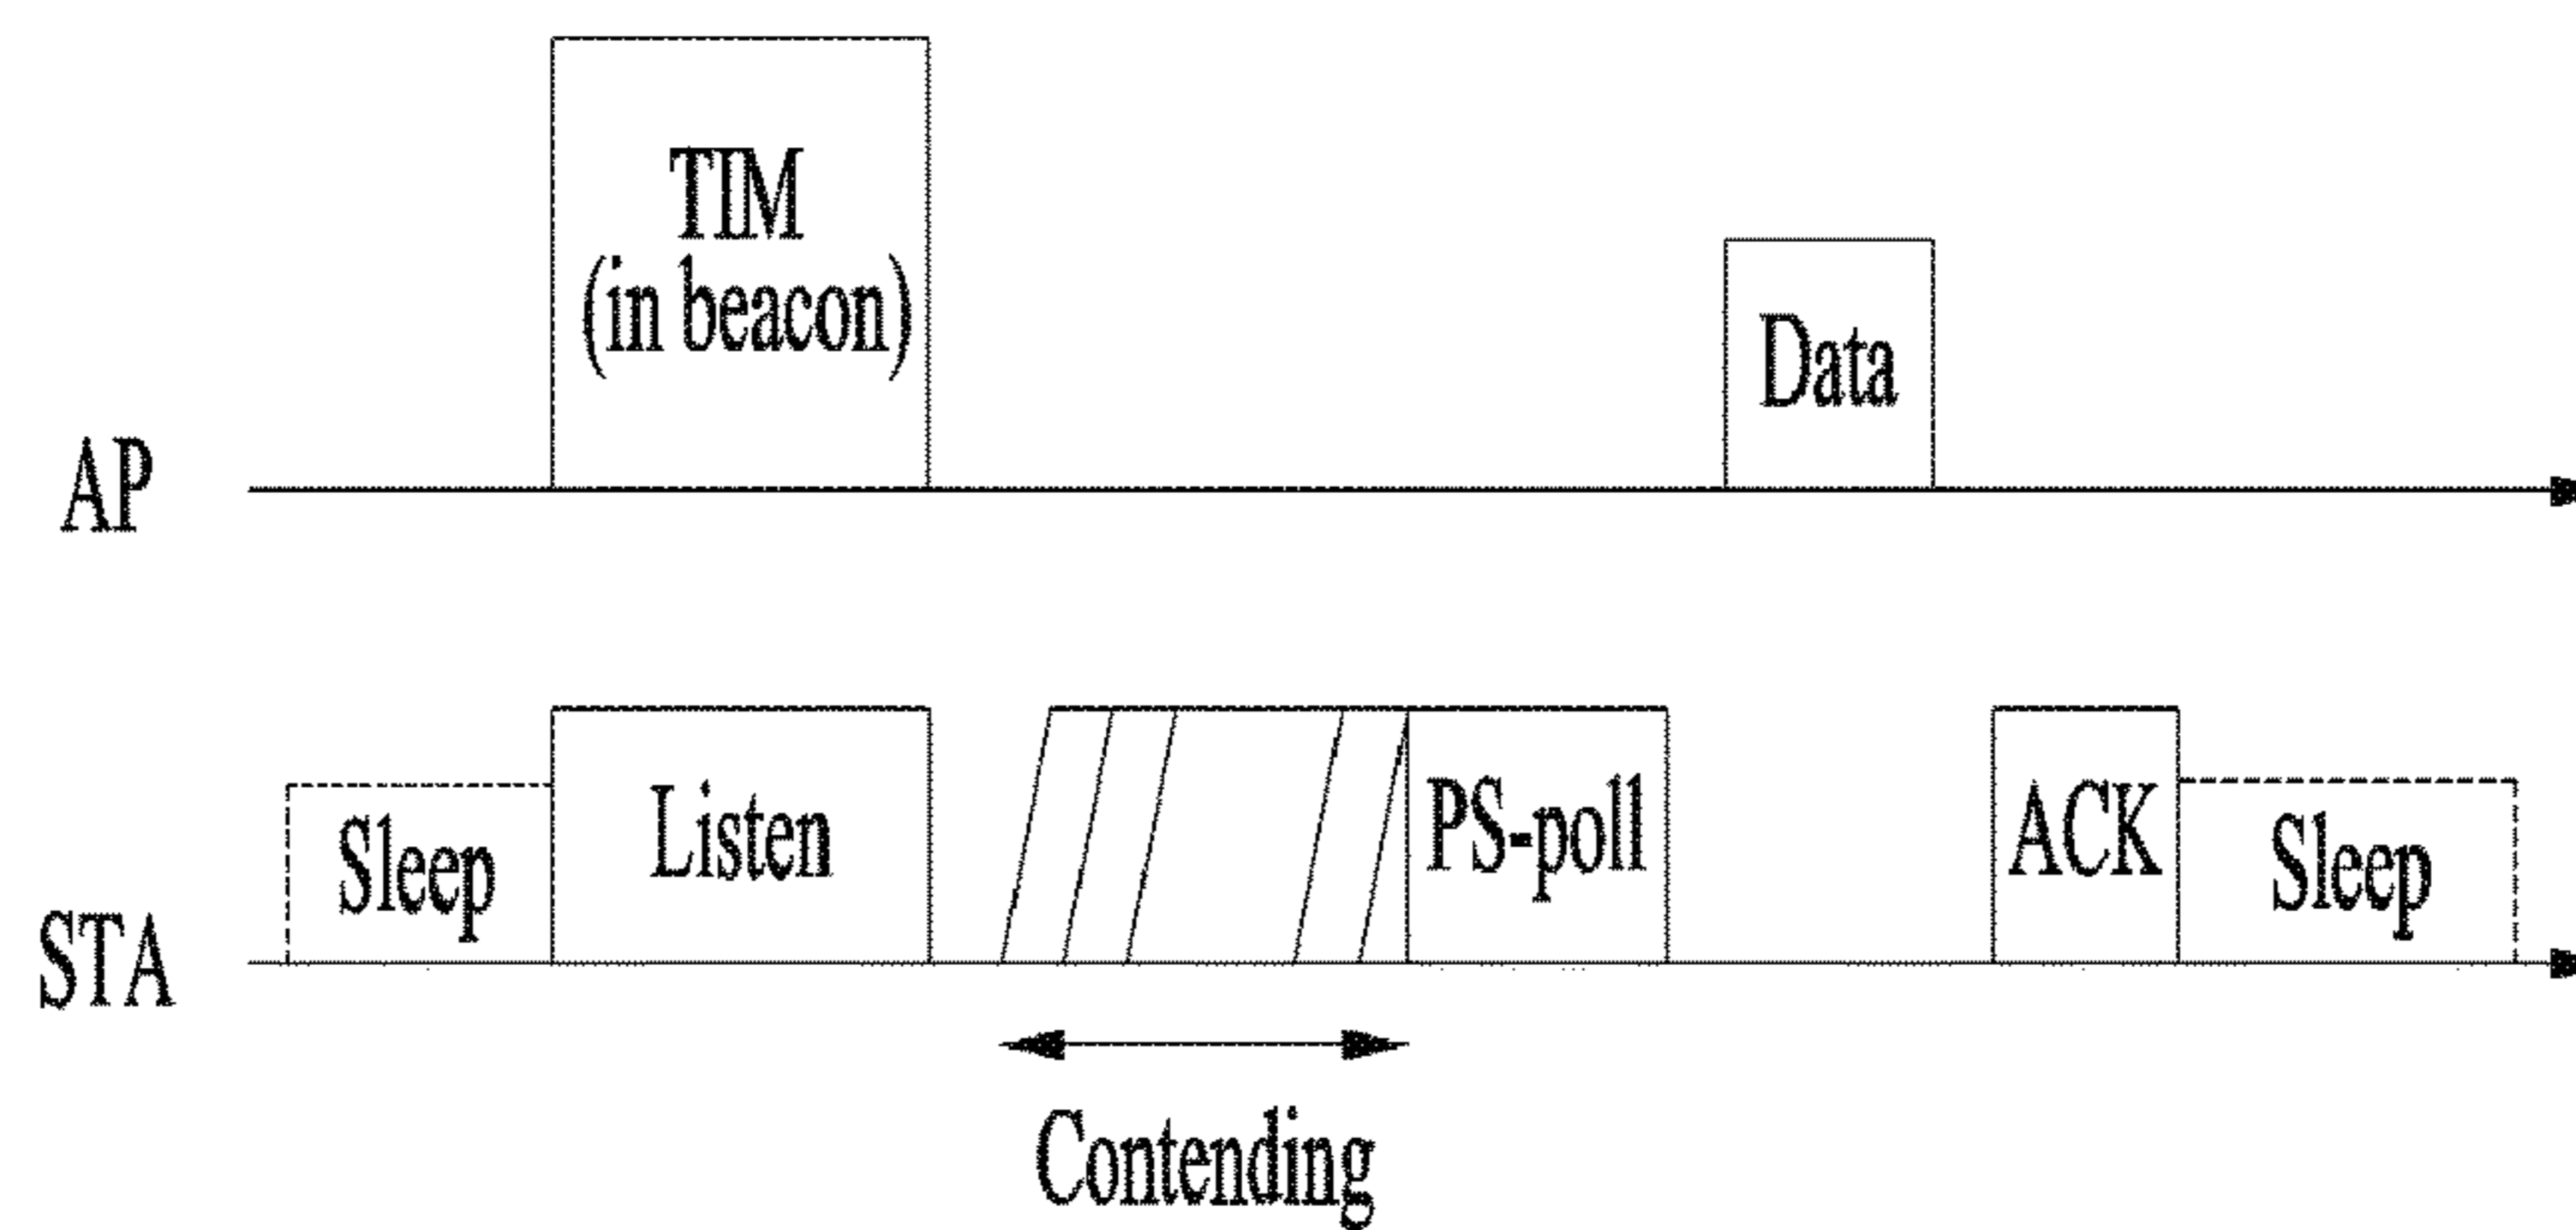 TIM
(in beacon)
Data
AP
Sleep
Listen
PS-poll
ACK
Sleep
STA
Contending